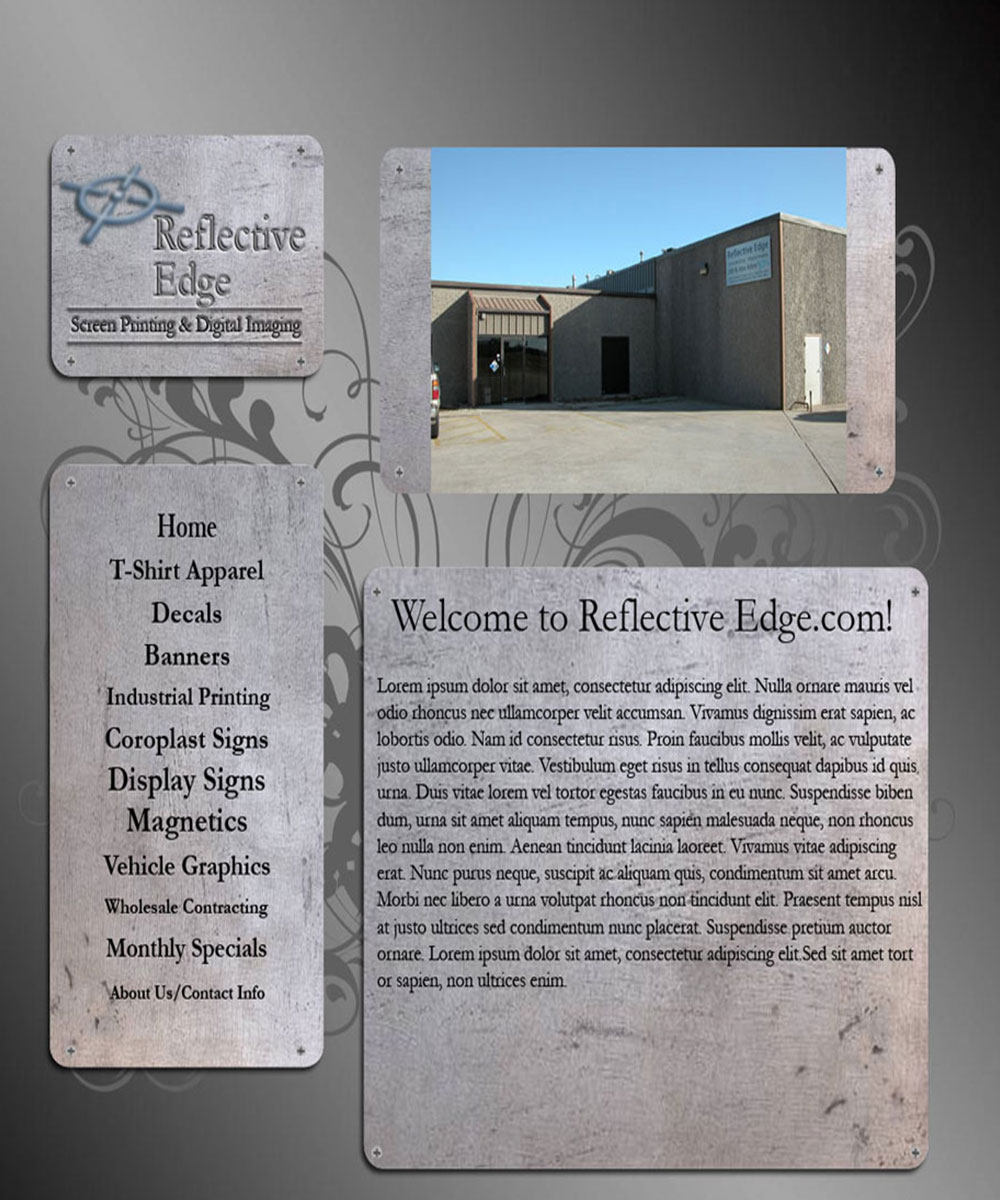 Reflective
Edge
Screen Printing & Digital Imaging
Reflective Edge
Home
T-Shirt Apparel
Decals
Banners
Industrial Printing
Coroplast Signs
Display Signs
Magnetics
Vehicle Graphics
Wholesale Contracting
Monthly Specials
About Us/Contact Info
Welcome to Reflective Edge.com!
Lorem ipsum dolor sit amet, consectetur adipiscing elit. Nulla ornare mauris vel
odio rhoncus nec ullamcorper velit accumsan. Vivamus dignissim erat sapien, ac
lobortis odio. Nam id consectetur risus. Proin faucibus mollis velit, ac vulputate
justo ullamcorper vitae. Vestibulum eget risus in tellus consequat dapibus id quis
urna. Duis vitae lorem vel tortor egestas faucibus in eu nunc. Suspendisse biben
dum, urna sit amet aliquam tempus, nunc sapien malesuada neque, non rhoncus
leo nulla non enim. Aenean tincidunt lacinia laoreet. Vivamus vitae adipiscing
erat. Nunc purus neque, suscipit ac aliquam quis, condimentum sit amet arcu.
Morbi nec libero a urna volutpat rhoncus non tincidunt elit. Praesent tempus nisl
at justo ultrices sed condimentum nunc placerat. Suspendisse pretium auctor
ornare. Lorem ipsum dolor sit amet, consectetur adipiscing elit.Sed sit amet tort
or sapien, non ultrices enim.